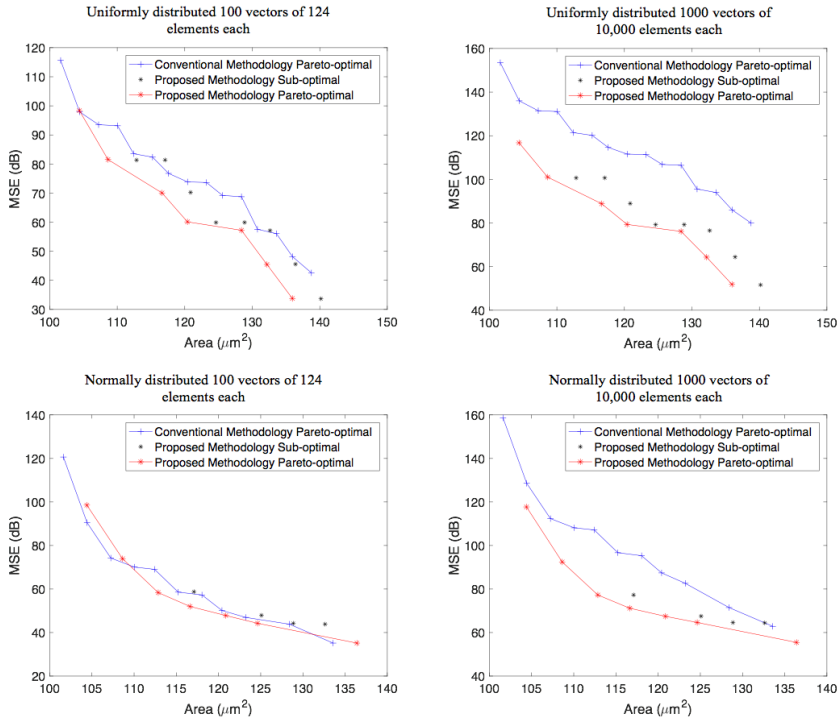 Uniformly distributed 100 vectors of 124
elements each
120
110
100
90
80
70
60
50
40
30
MSE (dB)
Conventional Methodology Pareto-optimal
Proposed Methodology Sub-optimal
Proposed Methodology Pareto-optimal
100
110
120
130
140
150
Area (μm²)
Uniformly distributed 1000 vectors of
10,000 elements each
160
140
120
100
80
60
40
MSE (dB)
Conventional Methodology Pareto-optimal
Proposed Methodology Sub-optimal
Proposed Methodology Pareto-optimal
100
110
120
130
140
150
Area (μm²)
Normally distributed 100 vectors of 124
elements each
140
120
100
80
60
40
20
MSE (dB)
Conventional Methodology Pareto-optimal
Proposed Methodology Sub-optimal
Proposed Methodology Pareto-optimal
100
105
110
115
120
125
130
135
140
Area (μm²)
Normally distributed 1000 vectors of
10,000 elements each
160
140
120
100
80
60
40
MSE (dB)
Conventional Methodology Pareto-optimal
Proposed Methodology Sub-optimal
Proposed Methodology Pareto-optimal
100
105
110
115
120
125
130
135
140
Area (μm²)